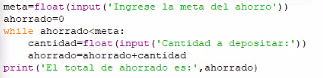 meta=float(input('Ingrese la meta del ahorro'))
ahorrado=0
while ahorrado<meta:
    cantidad=float(input('Cantidad a depositar:'))
    ahorrado=ahorrado+cantidad
print('El total de ahorrado es:',ahorrado)